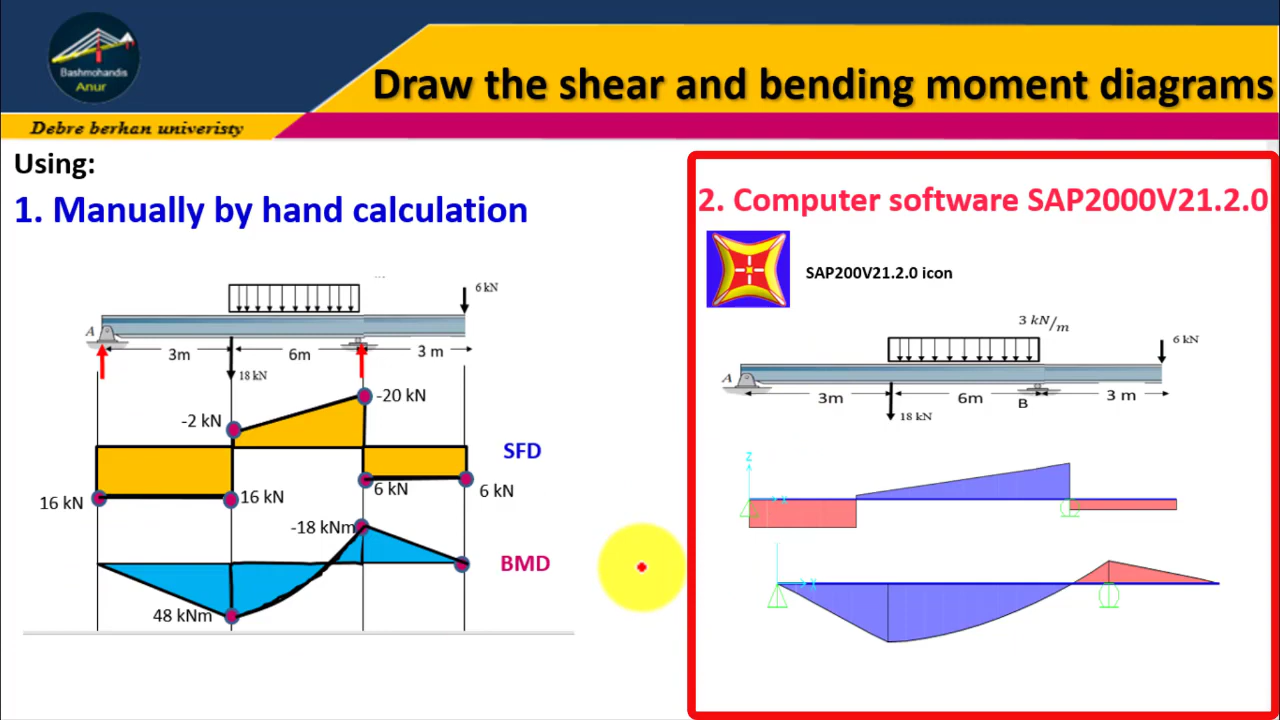 Bashmohandis
Anur
Debre berhan univeristy
Draw the shear and bending moment diagrams
Using:
1. Manually by hand calculation
6 kN
A
3m
6m
3 m
18 kN
-2 kN
-20 kN
SFD
16 kN
16 kN
6 kN
6 kN
-18 kNm
BMD
48 kNm
2. Computer software SAP2000V21.2.0
SAP200V21.2.0 icon
3 kN/m
6 kN
A
3m
6m
B
3 m
18 kN
Z
X
X